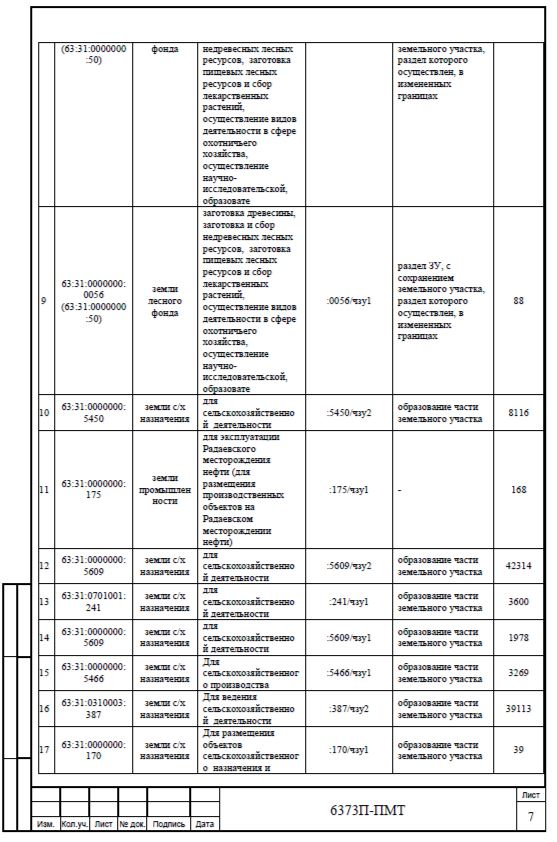 (63:31:0000000
:50)
фонда
недревесных лесных
ресурсов, заготовка
пищевых лесных
ресурсов и сбор
лекарственных
растений,
осуществление видов
деятельности в сфере
охотничьего
хозяйства,
осуществление
научно-
исследовательской,
образовате
земельного участка,
раздел которого
осуществлен, в
измененных
границах
9
63:31:0000000:
0056
(63:31:0000000
:50)
земли
лесного
фонда
заготовка древесины,
заготовка и сбор
недревесных лесных
ресурсов, заготовка
пищевых лесных
ресурсов и сбор
лекарственных
растений,
осуществление видов
деятельности в сфере
охотничьего
хозяйства,
осуществление
научно-
исследовательской,
образовате
:0056/чзу1
раздел ЗУ, с
сохранением
земельного участка,
раздел которого
осуществлен, в
измененных
границах
88
10
63:31:0000000:
5450
земли с/х
назначения
для
сельскохозяйственно
й деятельности
:5450/чзу2
образование части
земельного участка
8116
11
63:31:0000000:
175
земли
промышлен
ности
для эксплуатации
Радаевского
месторождения
нефти (для
размещения
производственных
объектов на
Радаевском
месторождении
нефти)
:175/чзу1
-
168
12
63:31:0000000:
5609
земли с/х
назначения
для
сельскохозяйственно
й деятельности
:5609/чзу2
образование части
земельного участка
42314
13
63:31:0701001:
241
земли с/х
назначения
для
сельскохозяйственно
й деятельности
:241/чзу1
образование части
земельного участка
3600
14
63:31:0000000:
5609
земли с/х
назначения
для
сельскохозяйственно
й деятельности
:5609/чзу1
образование части
земельного участка
1978
15
63:31:0000000:
5466
земли с/х
назначения
Для
сельскохозяйственног
о производства
:5466/чзу1
образование части
земельного участка
3269
16
63:31:0310003:
387
земли с/х
назначения
Для ведения
сельскохозяйственно
й деятельности
:387/чзу2
образование части
земельного участка
39113
17
63:31:0000000:
170
земли с/х
назначения
Для размещения
объектов
сельскохозяйственног
о назначения и
:170/чзу1
образование части
земельного участка
39
Изм. Кол.уч. Лист № док. Подпись Дата
6373П-ПМТ
Лист
7